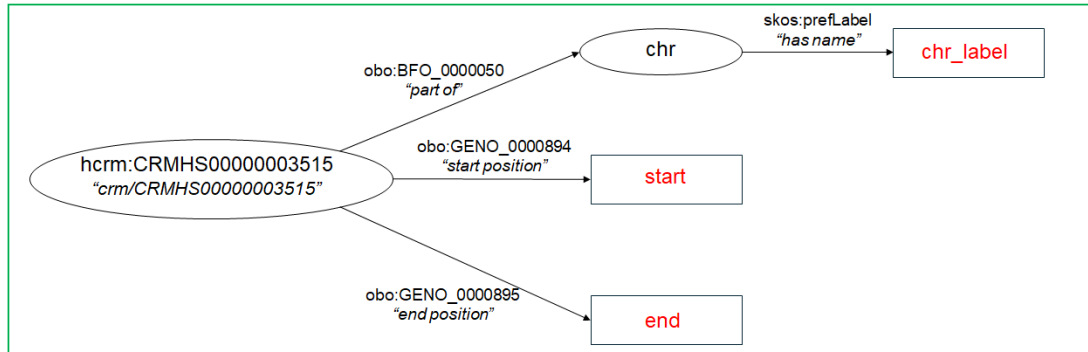 skos:prefLabel
“has name”
chr
chr_label
obo:BFO_0000050
“part of”
obo:GENO_0000894
“start position”
hcrm:CRMHS00000003515
“crm/CRMHS00000003515”
start
obo:GENO_0000895
“end position”
end